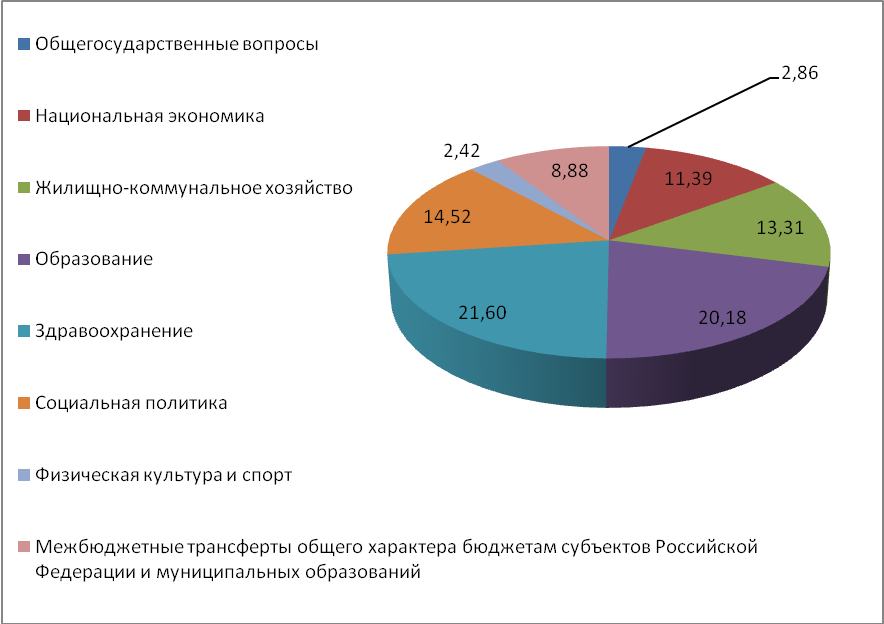 Общегосударственные вопросы
Национальная экономика
Жилищно-коммунальное хозяйство
Образование
Здравоохранение
Социальная политика
Физическая культура и спорт
Межбюджетные трансферты общего характера бюджетам субъектов Российской
Федерации и муниципальных образований
2,86
11,39
13,31
20,18
21,60
14,52
2,42
8,88